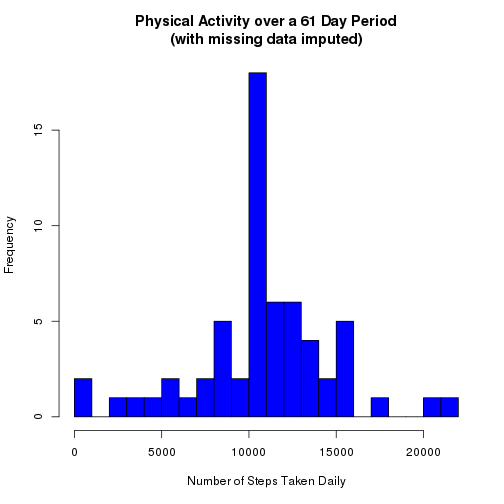 Physical Activity over a 61 Day Period
(with missing data imputed)
15
10
5
0
Frequency
0 5000 10000 15000 20000
Number of Steps Taken Daily